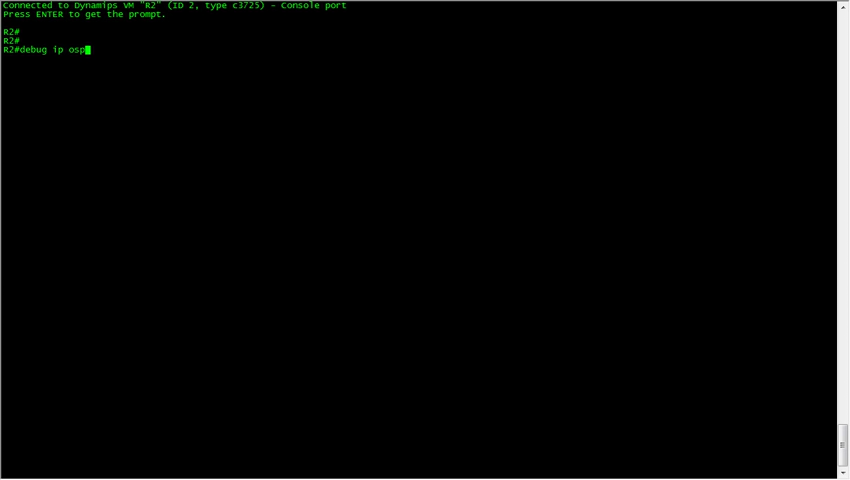 Connected to Dynamips VM "R2" (ID 2, type c3725) - Console port
Press ENTER to get the prompt.
R2#
R2#
R2#debug ip osp